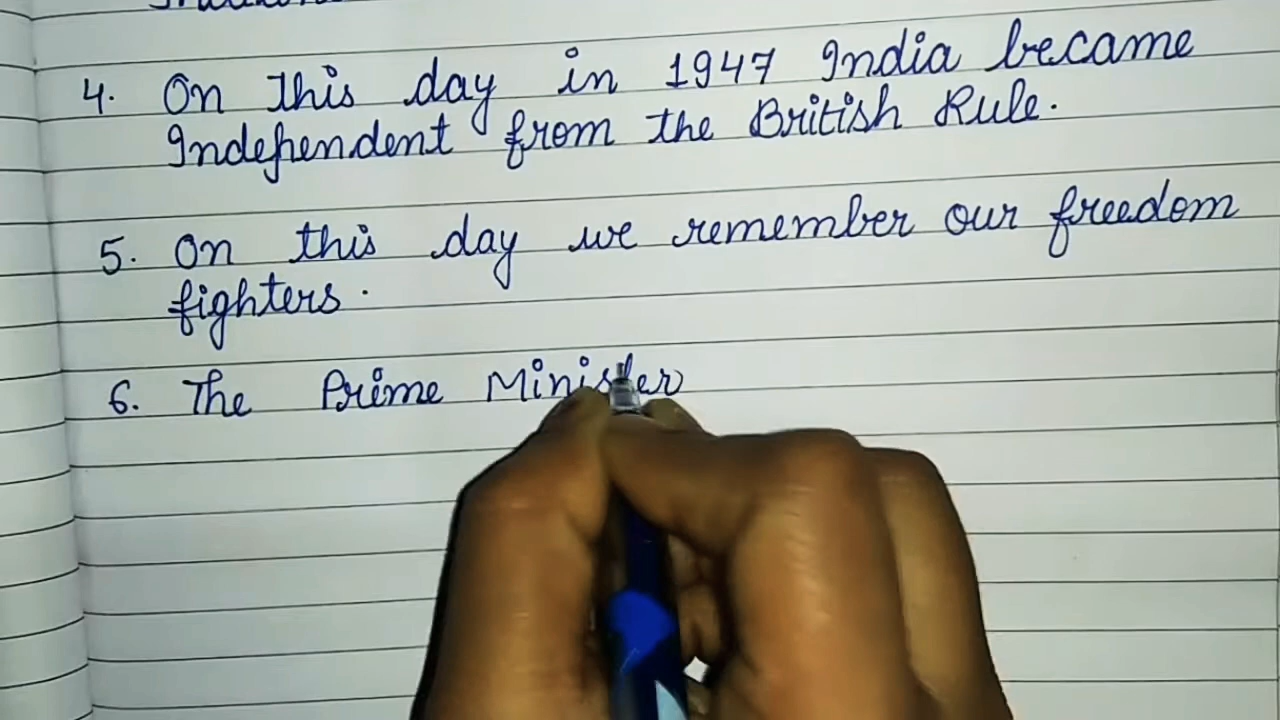 4. On this day in 1947 India became
Independent from the British Rule.
5. On this day we remember our freedom
fighters.
6. The Prime Minister